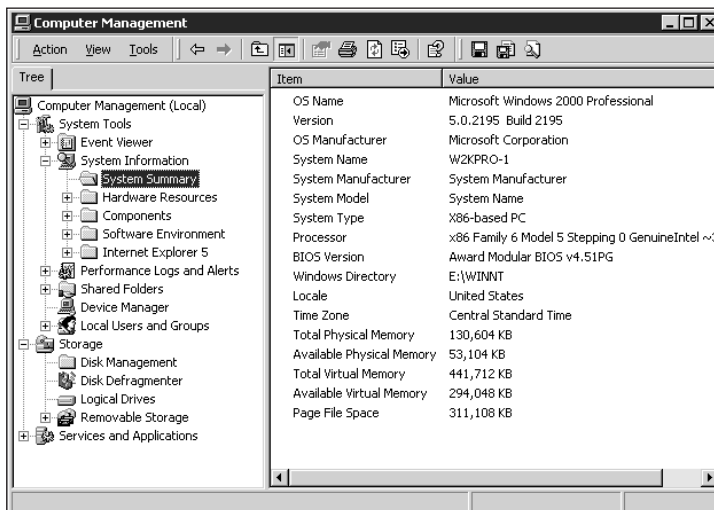 Computer Management
Action View Tools
Tree
Computer Management (Local)
System Tools
Event Viewer
System Information
System Summary
Hardware Resources
Components
Software Environment
Internet Explorer 5
Performance Logs and Alerts
Shared Folders
Device Manager
Local Users and Groups
Storage
Disk Management
Disk Defragmenter
Logical Drives
Removable Storage
Services and Applications
Item Value
OS Name Microsoft Windows 2000 Professional
Version 5.0.2195 Build 2195
OS Manufacturer Microsoft Corporation
System Name W2KPRO-1
System Manufacturer System Manufacturer
System Model System Name
System Type X86-based PC
Processor x86 Family 6 Model 5 Stepping 0 GenuineIntel
BIOS Version Award Modular BIOS v4.51PG
Windows Directory E:\WINNT
Locale United States
Time Zone Central Standard Time
Total Physical Memory 130,604 KB
Available Physical Memory 53,104 KB
Total Virtual Memory 441,712 KB
Available Virtual Memory 294,048 KB
Page File Space 311,108 KB